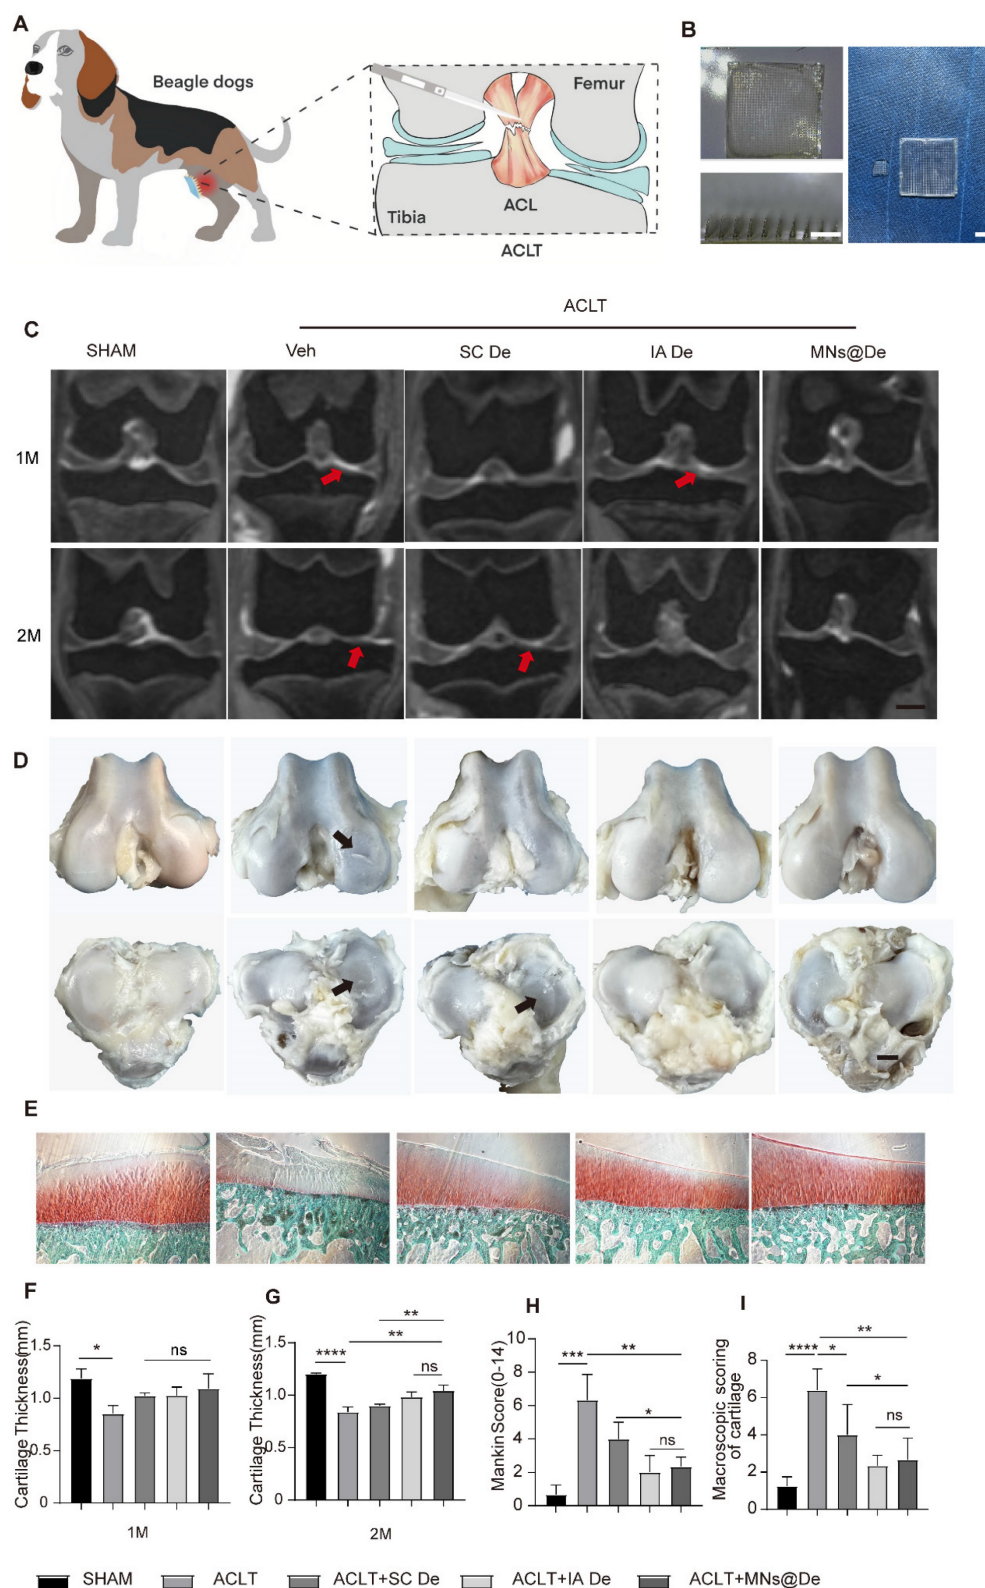 A
Beagle dogs
Femur
Tibia
ACL
ACLT
B
C
ACLT
SHAM
Veh
SC De
IA De
MNs@De
1M
2M
D
E
F
Cartilage Thickness(mm)
1.5
1.0
0.5
0
*
ns
1M
G
Cartilage Thickness(mm)
1.5
1.0
0.5
0.0
****
**
**
ns
2M
H
Mankin Score(0-14)
10
8
6
4
2
0
***
**
*
ns
I
Macroscopic scoring
of cartilage
8
6
4
2
0
****
*
**
*
ns
SHAM
ACLT
ACLT+SC De
ACLT+IA De
ACLT+MNs@De